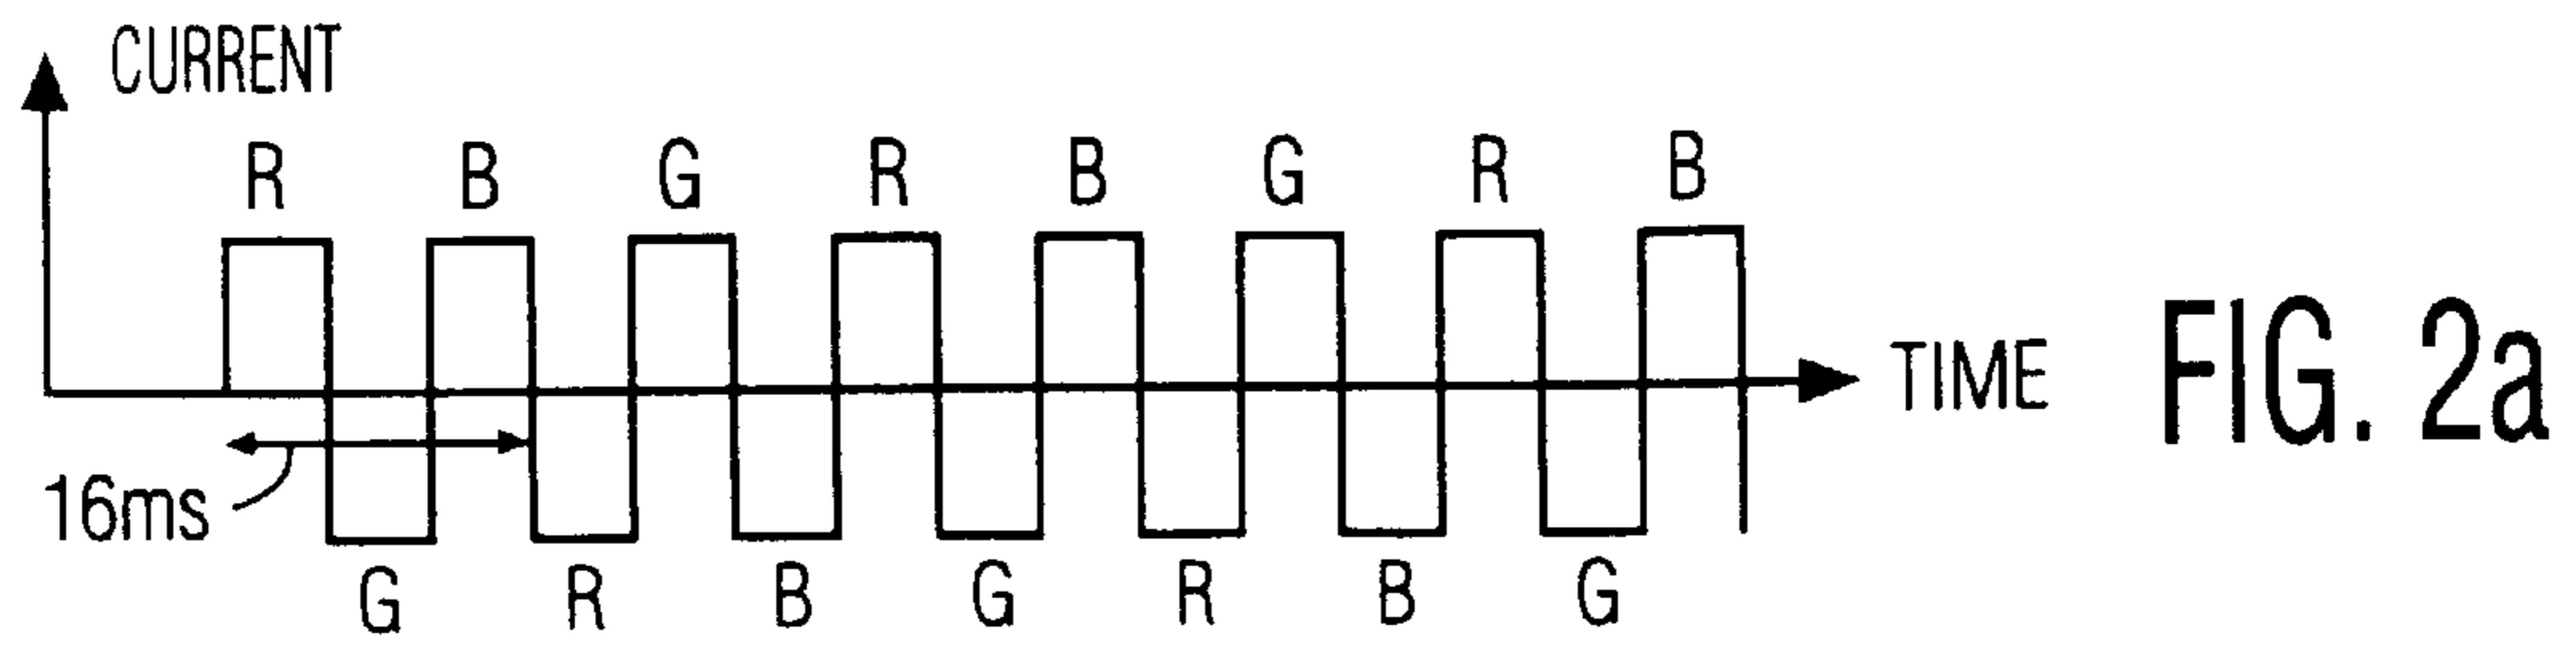 CURRENT
R B G R B G R B
TIME
FIG. 2a
16ms
G R B G R B G